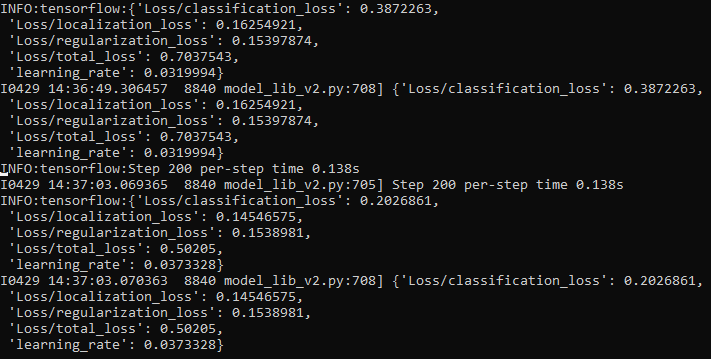 INFO:tensorflow:{'Loss/classification_loss': 0.3872263,
 'Loss/localization_loss': 0.16254921,
 'Loss/regularization_loss': 0.15397874,
 'Loss/total_loss': 0.7037543,
 'learning_rate': 0.0319994}
I0429 14:36:49.306457  8840 model_lib_v2.py:708] {'Loss/classification_loss': 0.3872263,
 'Loss/localization_loss': 0.16254921,
 'Loss/regularization_loss': 0.15397874,
 'Loss/total_loss': 0.7037543,
 'learning_rate': 0.0319994}
INFO:tensorflow:Step 200 per-step time 0.138s
I0429 14:37:03.069365  8840 model_lib_v2.py:705] Step 200 per-step time 0.138s
INFO:tensorflow:{'Loss/classification_loss': 0.2026861,
 'Loss/localization_loss': 0.14546575,
 'Loss/regularization_loss': 0.1538981,
 'Loss/total_loss': 0.50205,
 'learning_rate': 0.0373328}
I0429 14:37:03.070363  8840 model_lib_v2.py:708] {'Loss/classification_loss': 0.2026861,
 'Loss/localization_loss': 0.14546575,
 'Loss/regularization_loss': 0.1538981,
 'Loss/total_loss': 0.50205,
 'learning_rate': 0.0373328}